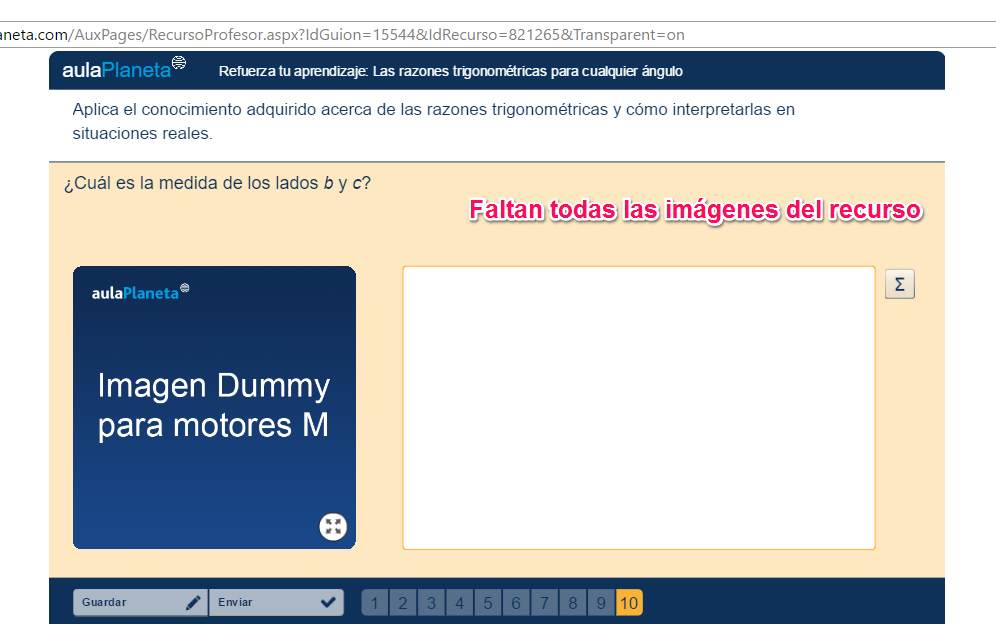 aneta.com/AuxPages/RecursoProfesor.aspx?IdGuion=15544&IdRecurso=821265&Transparent=on
aulaPlaneta Refuerza tu aprendizaje: Las razones trigonométricas para cualquier ángulo
Aplica el conocimiento adquirido acerca de las razones trigonométricas y cómo interpretarlas en
situaciones reales.
¿Cuál es la medida de los lados b y c?
Faltan todas las imágenes del recurso
aulaPlaneta
Σ
Imagen Dummy
para motores M
Guardar Enviar 1 2 3 4 5 6 7 8 9 10